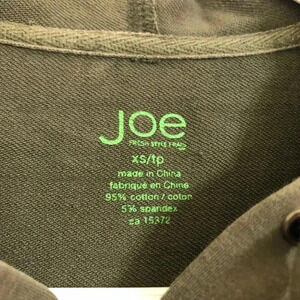 Joe
FRESH STYLE FRAIS
xs/tp
made in China
fabriqué en Chine
95% cotton / coton
5% spandex
ca 15372